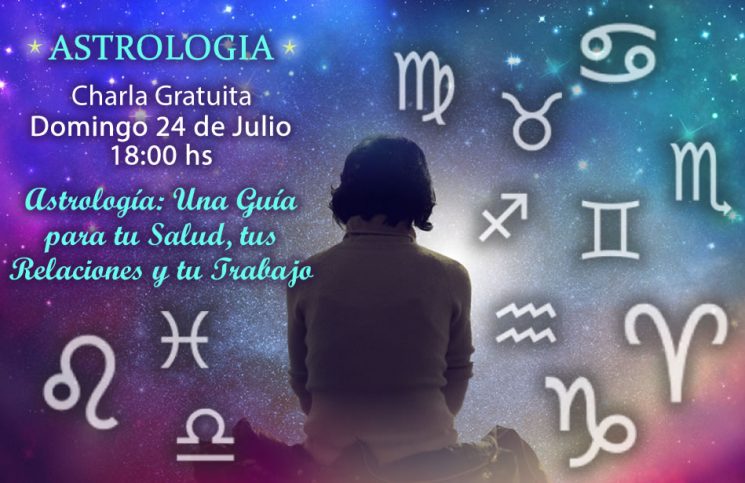 ASTROLOGIA
Charla Gratuita
Domingo 24 de Julio
18:00 hs
Astrología: Una Guía
para tu Salud, tus
Relaciones y tu Trabajo